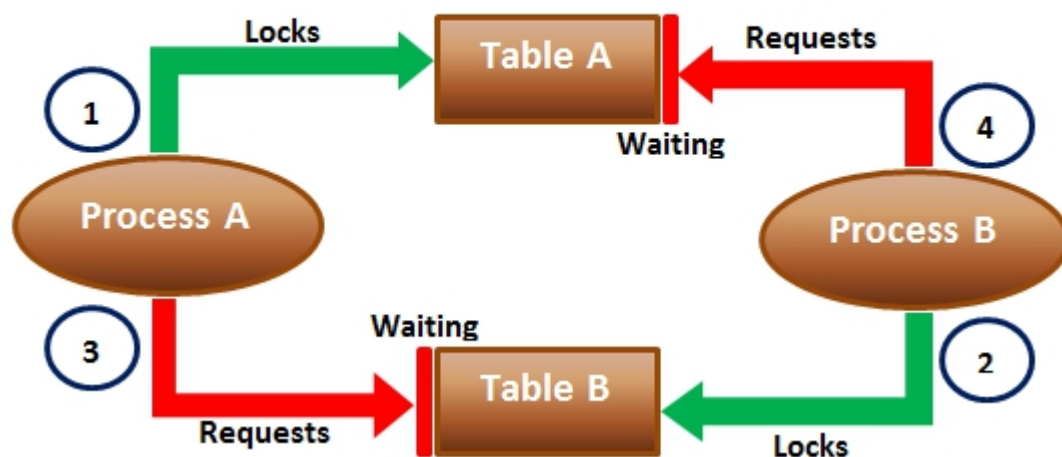 Locks
Table A
Requests
1
Waiting
4
Process A
Process B
3
Waiting
2
Table B
Requests
Locks